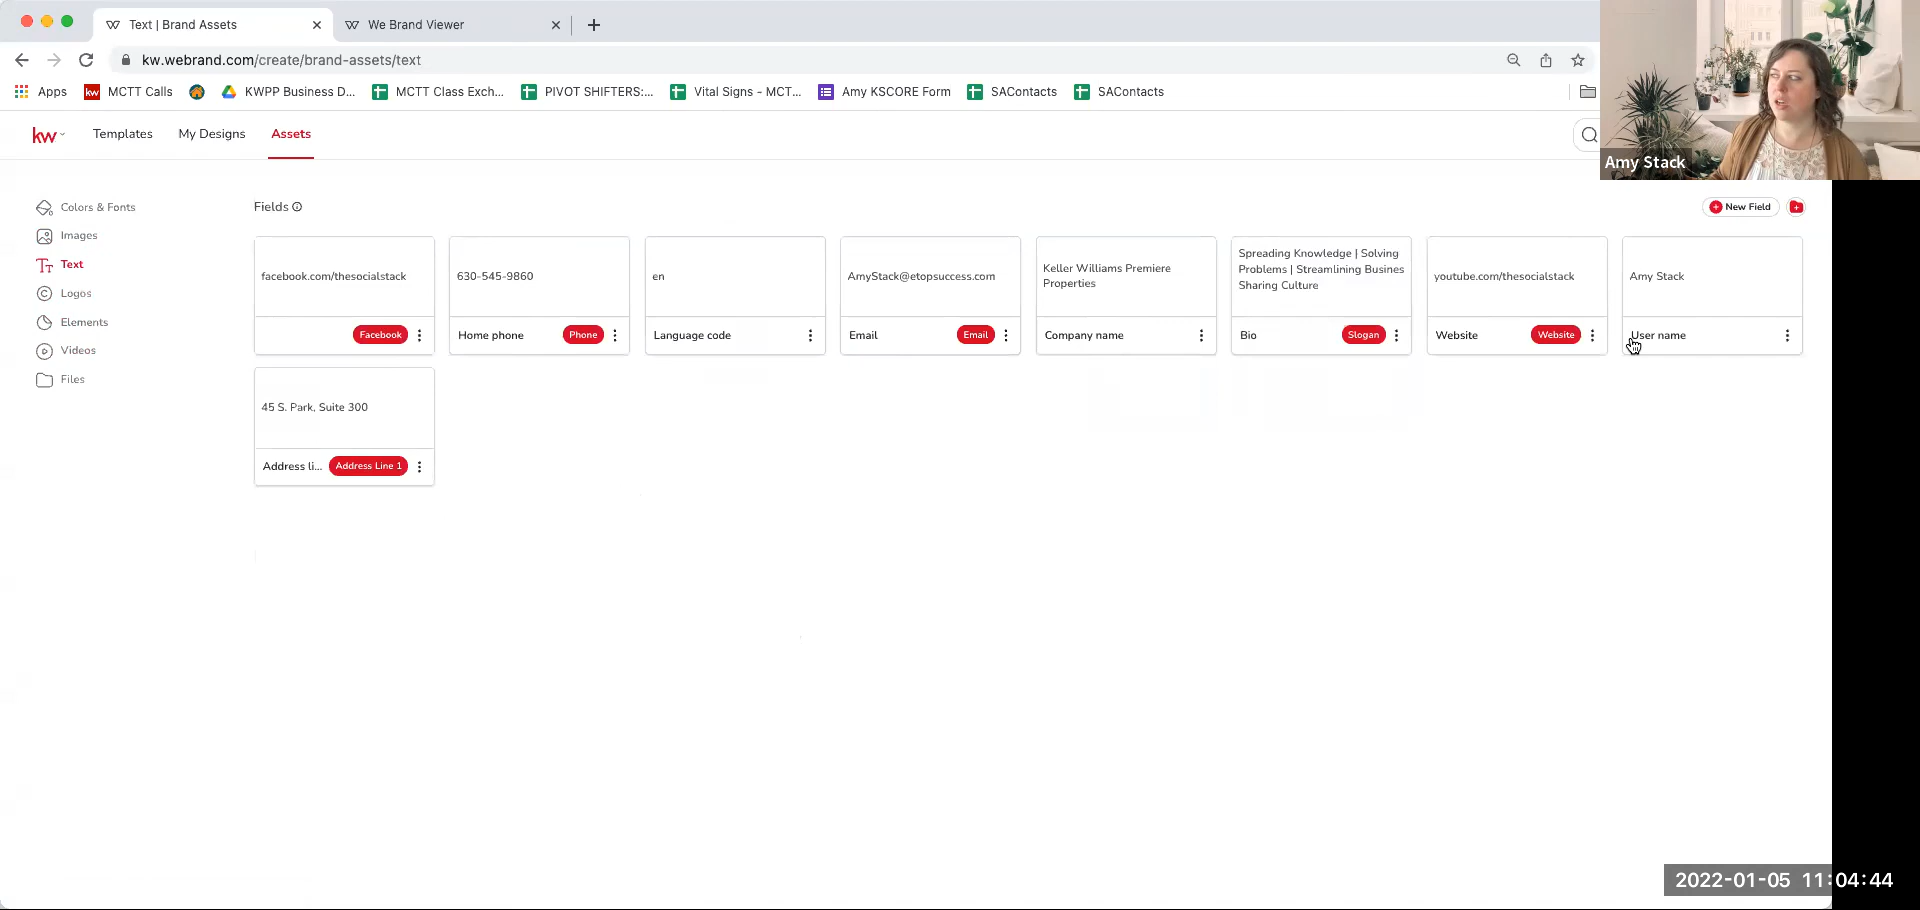 Text | Brand Assets
We Brand Viewer
kw.webrand.com/create/brand-assets/text
Apps
kw
MCTT Calls
KWPP Business D...
MCTT Class Exch...
PIVOT SHIFTERS:...
Vital Signs - MCT...
Amy KSCORE Form
SAContacts
SAContacts
kw
Templates
My Designs
Assets
Amy Stack
Colors & Fonts
Images
Text
Logos
Elements
Videos
Files
Fields
New Field
facebook.com/thesocialstack
Facebook
630-545-9860
Home phone
Phone
en
Language code
AmyStack@etopsuccess.com
Email
Email
Keller Williams Premiere
Properties
Company name
Spreading Knowledge | Solving
Problems | Streamlining Busines
Sharing Culture
Bio
Slogan
youtube.com/thesocialstack
Website
Website
Amy Stack
User name
45 S. Park, Suite 300
Address li...
Address Line 1
2022-01-05 11:04:44